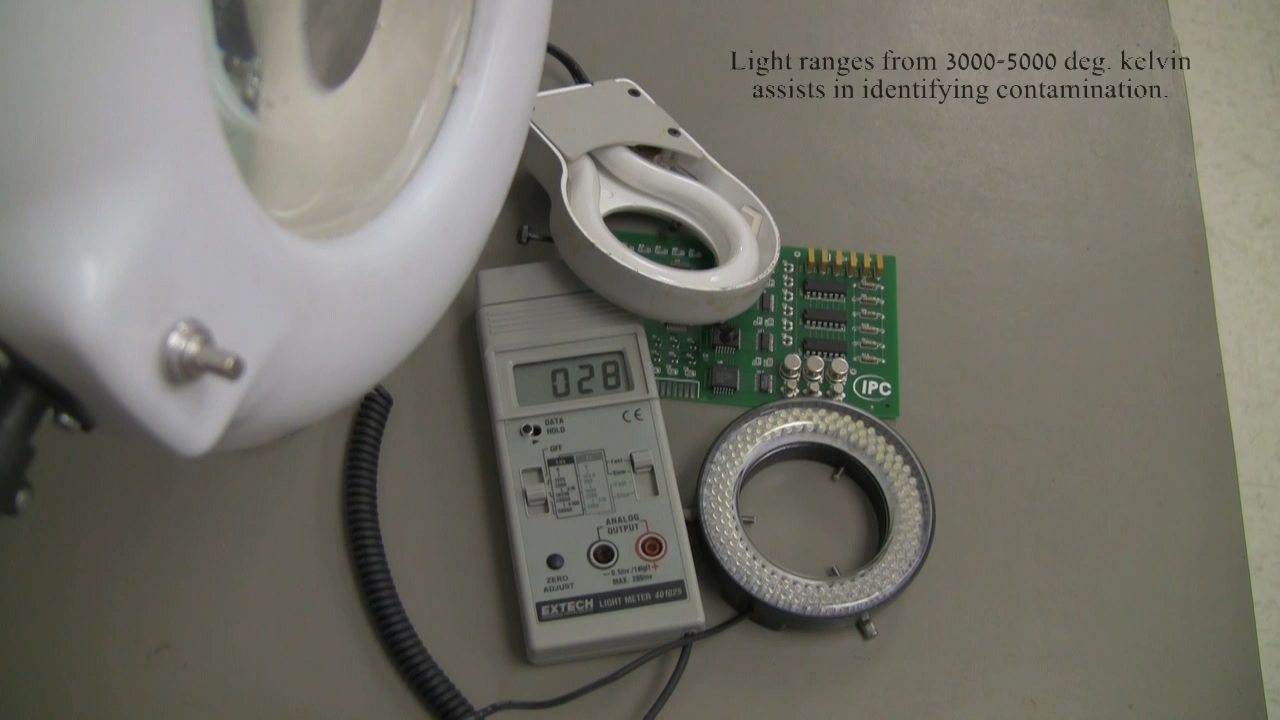 Light ranges from 3000-5000 deg. kelvin
assists in identifying contamination.
IPC
028
CE
DATA
HOLD
OFF
ANALOG
OUTPUT
ZERO
ADJUST
MAX.
EXTECH LIGHT METER 401025